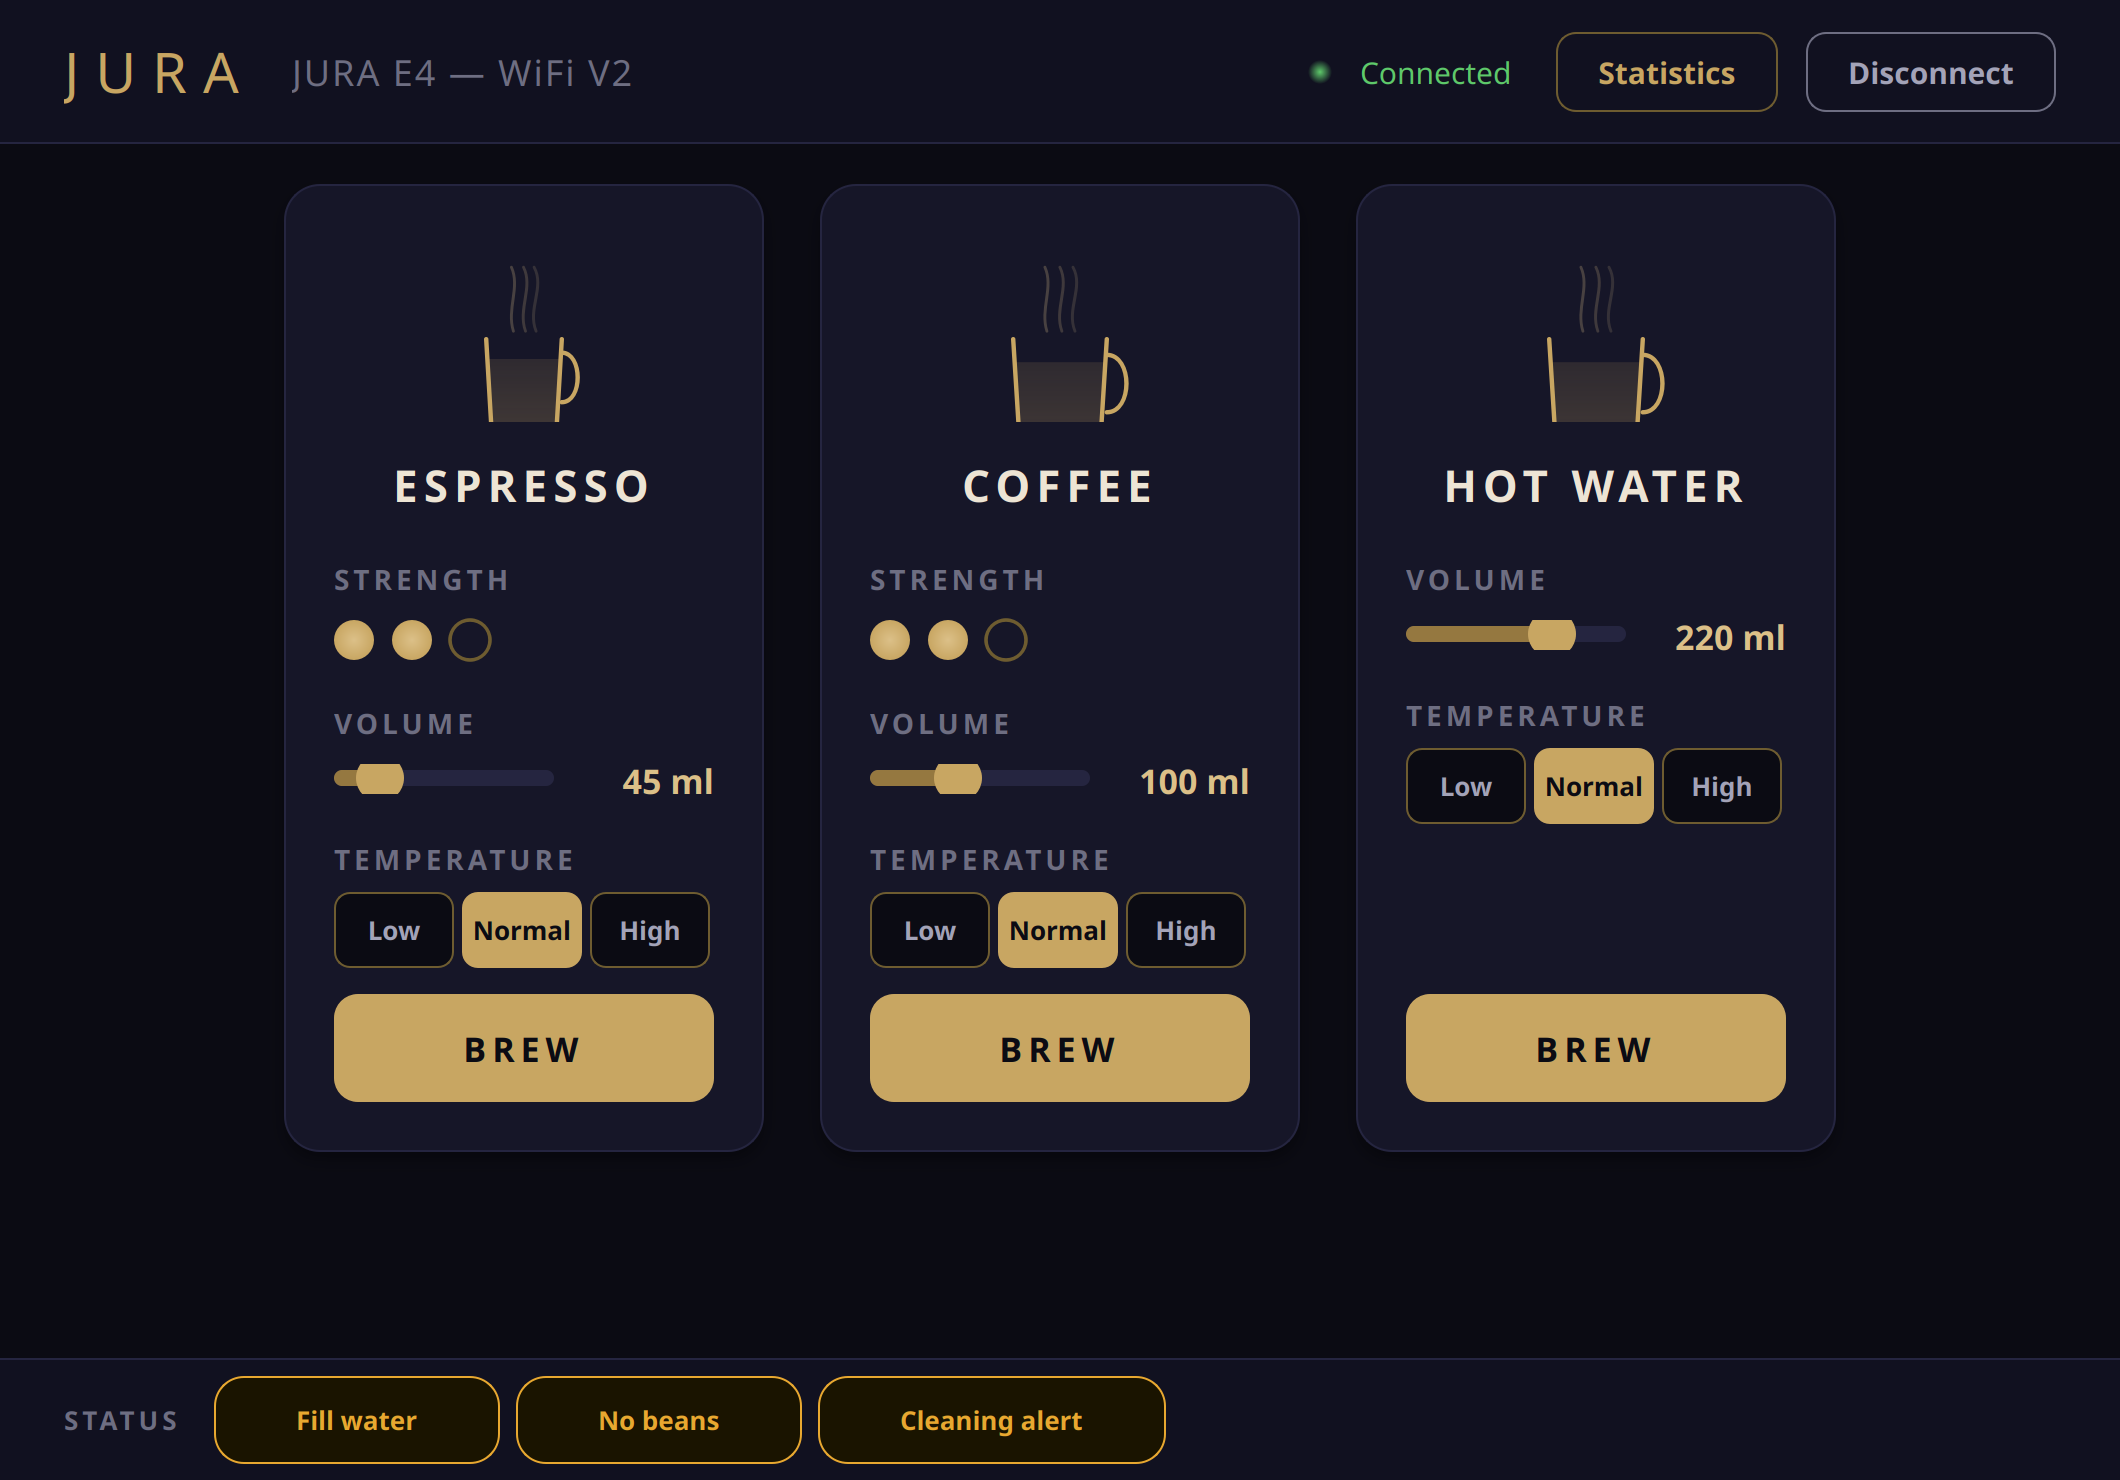 JURA JURA E4 — WiFi V2 Connected Statistics Disconnect
ESPRESSO
STRENGTH
VOLUME
45 ml
TEMPERATURE
Low Normal High
BREW
COFFEE
STRENGTH
VOLUME
100 ml
TEMPERATURE
Low Normal High
BREW
HOT WATER
VOLUME
220 ml
TEMPERATURE
Low Normal High
BREW
STATUS Fill water No beans Cleaning alert